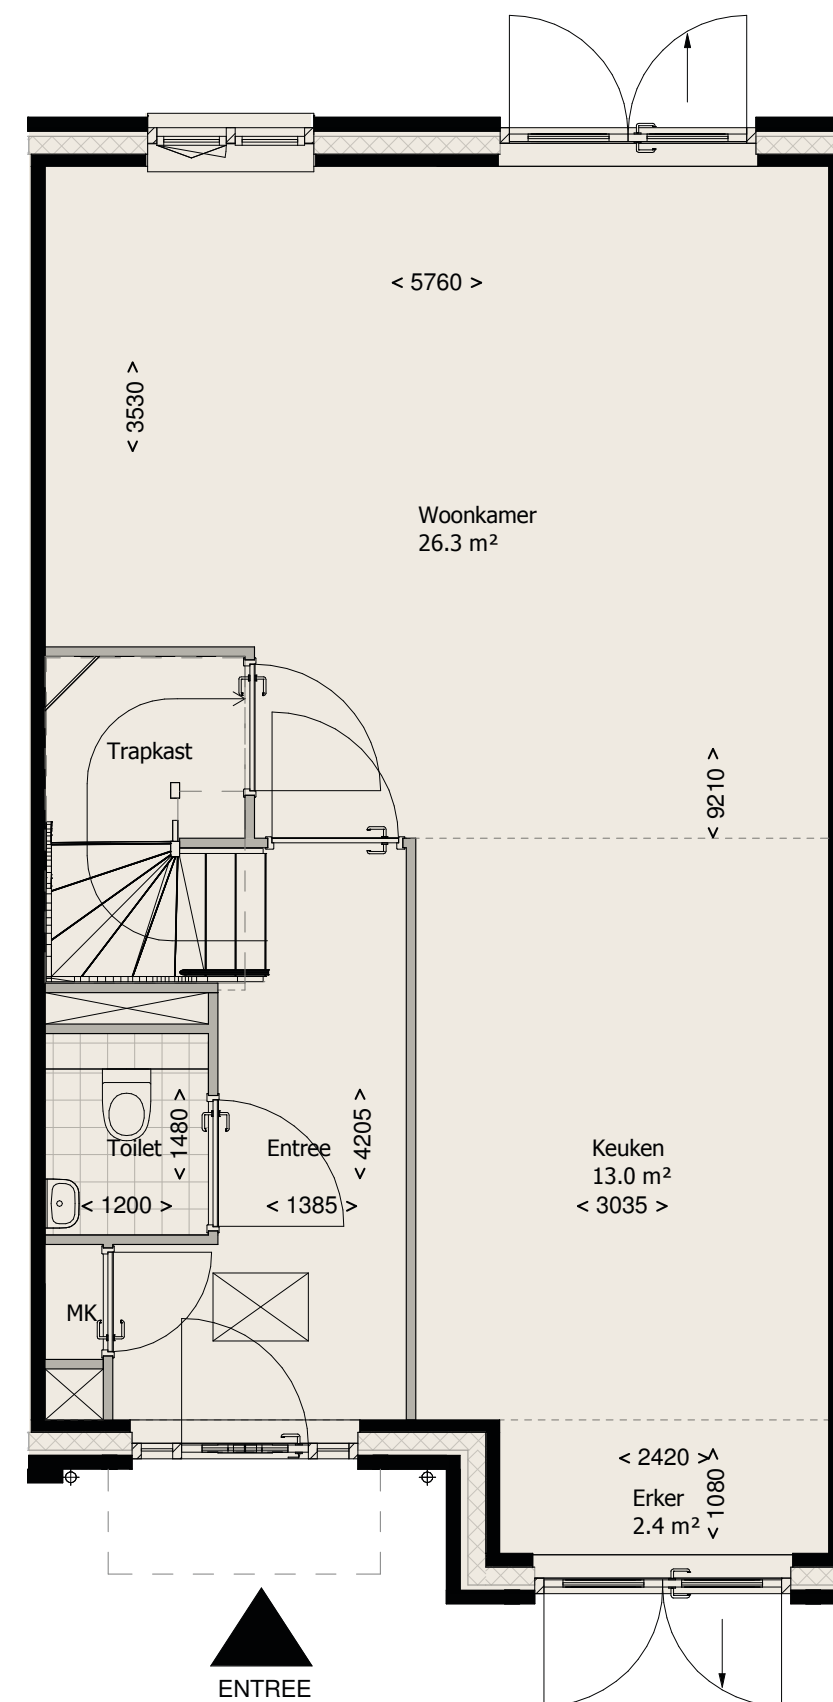 < 5760 >
< 3530 >
Woonkamer
26.3 m²
Trapkast
< 9210 >
Toilet
< 1480 >
Entree
< 4205 >
Keuken
13.0 m²
< 1200 >
< 1385 >
< 3035 >
MK
< 2420 >
Erker
2.4 m²
< 1080 >
ENTREE